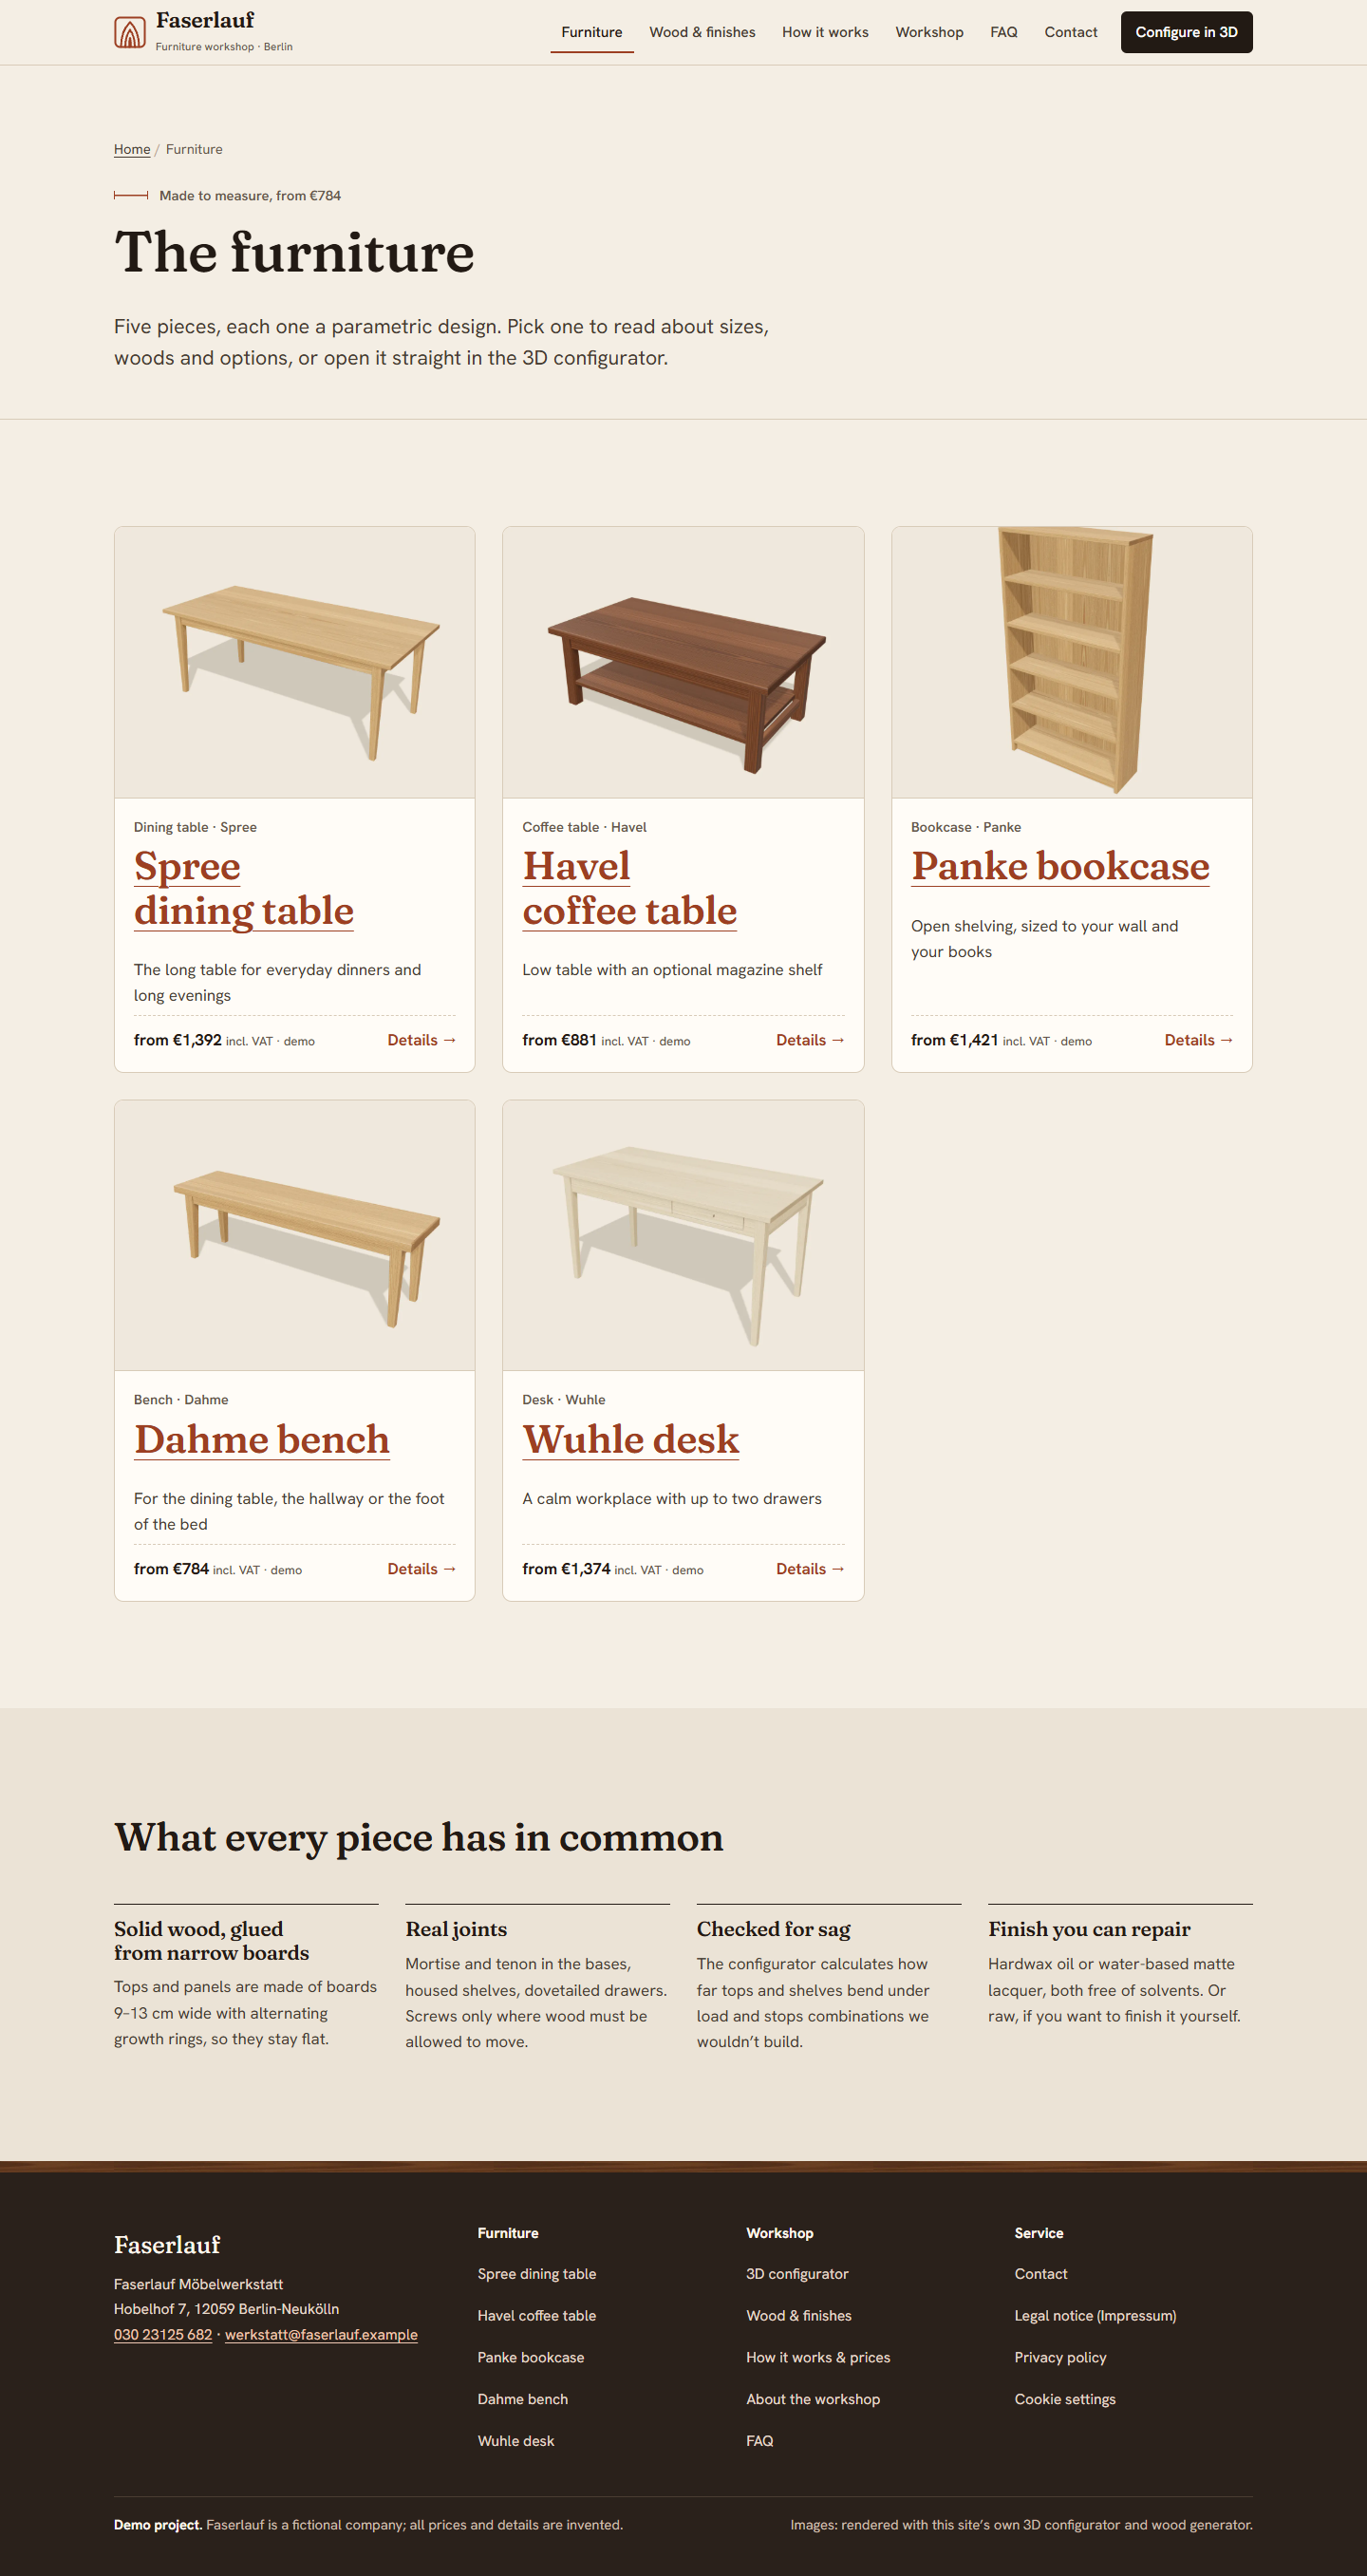 Faserlauf
Furniture workshop · Berlin
Furniture
Wood & finishes
How it works
Workshop
FAQ
Contact
Configure in 3D
Home / Furniture
Made to measure, from €784
The furniture
Five pieces, each one a parametric design. Pick one to read about sizes,
woods and options, or open it straight in the 3D configurator.
Dining table · Spree
Spree
dining table
The long table for everyday dinners and
long evenings
from €1,392 incl. VAT · demo
Details →
Coffee table · Havel
Havel
coffee table
Low table with an optional magazine shelf
from €881 incl. VAT · demo
Details →
Bookcase · Panke
Panke bookcase
Open shelving, sized to your wall and
your books
from €1,421 incl. VAT · demo
Details →
Bench · Dahme
Dahme bench
For the dining table, the hallway or the foot
of the bed
from €784 incl. VAT · demo
Details →
Desk · Wuhle
Wuhle desk
A calm workplace with up to two drawers
from €1,374 incl. VAT · demo
Details →
What every piece has in common
Solid wood, glued
from narrow boards
Tops and panels are made of boards
9–13 cm wide with alternating
growth rings, so they stay flat.
Real joints
Mortise and tenon in the bases,
housed shelves, dovetailed drawers.
Screws only where wood must be
allowed to move.
Checked for sag
The configurator calculates how
far tops and shelves bend under
load and stops combinations we
wouldn’t build.
Finish you can repair
Hardwax oil or water-based matte
lacquer, both free of solvents. Or
raw, if you want to finish it yourself.
Faserlauf
Faserlauf Möbelwerkstatt
Hobelhof 7, 12059 Berlin-Neukölln
030 23125 682 · werkstatt@faserlauf.example
Furniture
Spree dining table
Havel coffee table
Panke bookcase
Dahme bench
Wuhle desk
Workshop
3D configurator
Wood & finishes
How it works & prices
About the workshop
FAQ
Service
Contact
Legal notice (Impressum)
Privacy policy
Cookie settings
Demo project. Faserlauf is a fictional company; all prices and details are invented.
Images: rendered with this site’s own 3D configurator and wood generator.